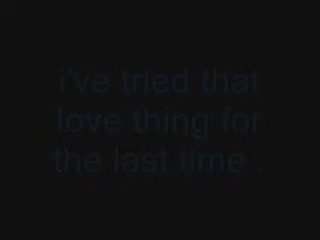 i've tried that
love thing for
the last time .